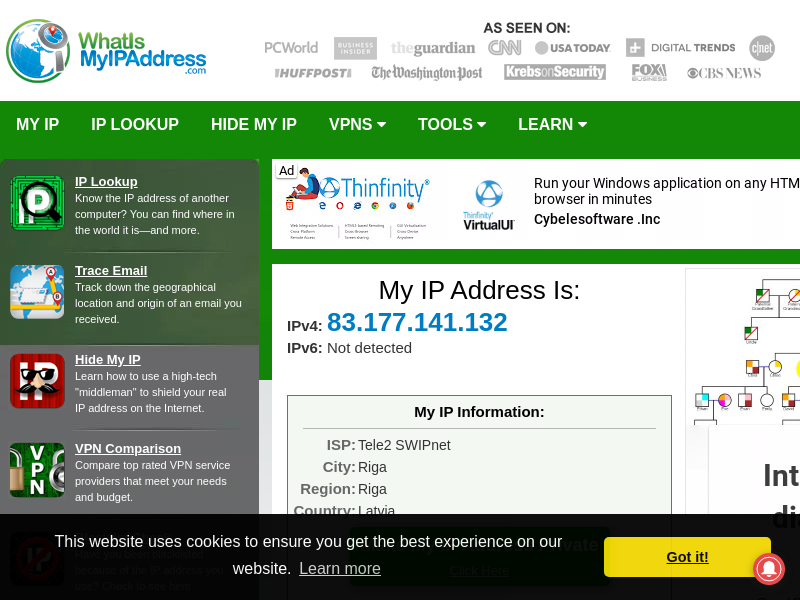 WhatIs
MyIPAddress
.com
AS SEEN ON:
PCWorld
BUSINESS
INSIDER
theguardian
CNN
USA TODAY.
DIGITAL TRENDS
c|net
IHUFFPOSTI
The Washington Post
KrebsonSecurity
FOX
BUSINESS
CBS NEWS
MY IP
IP LOOKUP
HIDE MY IP
VPNS
TOOLS
LEARN
IP Lookup
Know the IP address of another
computer? You can find where in
the world it is—and more.
Trace Email
Track down the geographical
location and origin of an email you
received.
Hide My IP
Learn how to use a high-tech
"middleman" to shield your real
IP address on the Internet.
VPN Comparison
Compare top rated VPN service
providers that meet your needs
and budget.
Ad
Thinfinity
Thinfinity
VirtualUI
Run your Windows application on any HTM
browser in minutes
Cybelesoftware .Inc
My IP Address Is:
IPv4: 83.177.141.132
IPv6: Not detected
My IP Information:
ISP: Tele2 SWIPnet
City: Riga
Region: Riga
Country: Latvia
Click Here
This website uses cookies to ensure you get the best experience on our
website. Learn more
Got it!